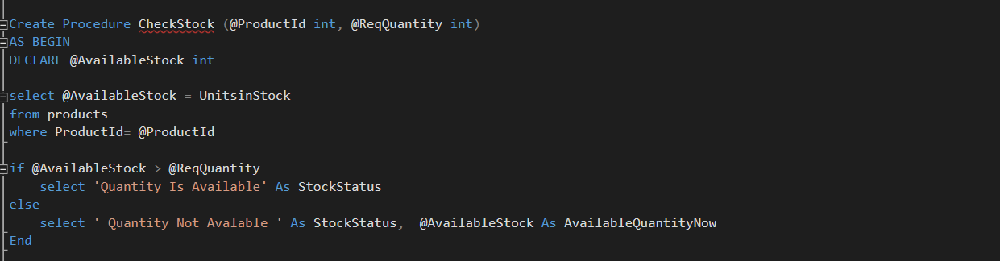 Create Procedure CheckStock (@ProductId int, @ReqQuantity int)
AS BEGIN
DECLARE @AvailableStock int
select @AvailableStock = UnitsinStock
from products
where ProductId= @ProductId
if @AvailableStock > @ReqQuantity
select 'Quantity Is Available' As StockStatus
else
select ' Quantity Not Avalable ' As StockStatus, @AvailableStock As AvailableQuantityNow
End